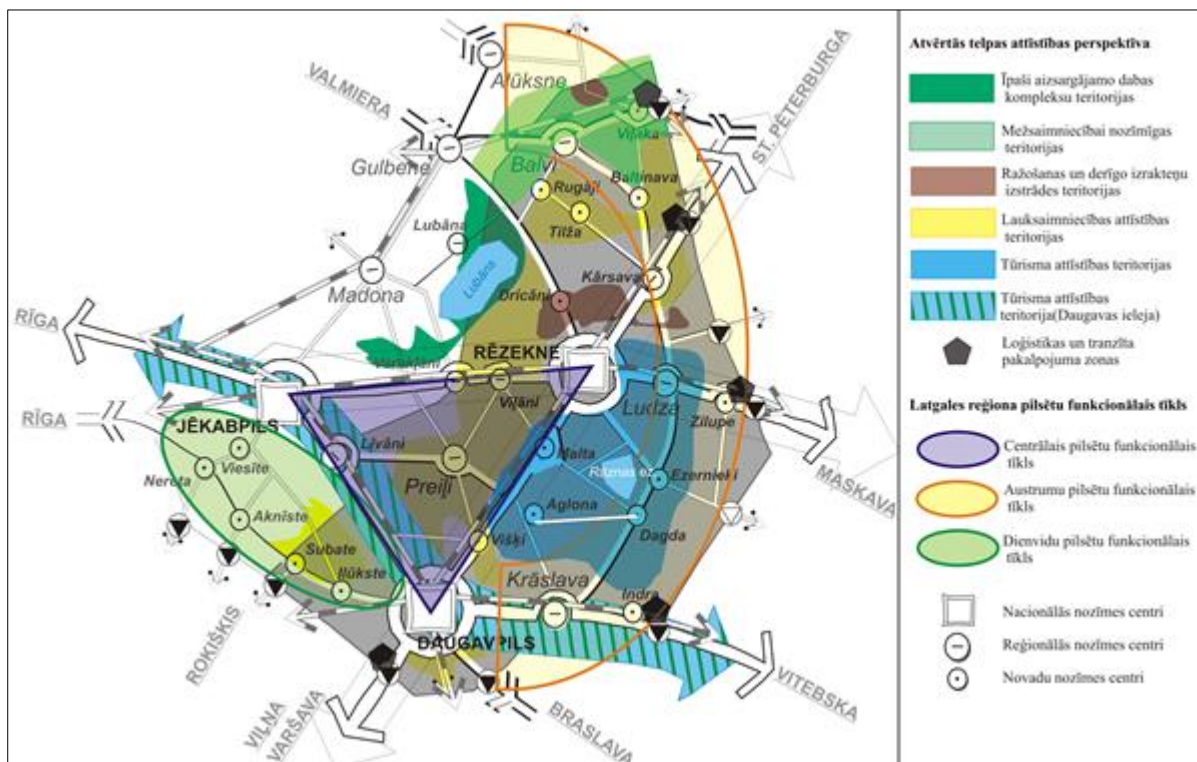 VALMIERA
Alūksne
ST. PĒTERBURGA
Gulbene
Balvi
Viļaka
Rugāji
Baltinava
Tilža
Lubāna
Lubāns
Madona
Kārsava
Dricāni
RĪGA
Varakļāni
RĒZEKNE
Viļāni
Ludza
Zilupe
RĪGA
JĒKABPILS
Līvāni
Malta
Rāznas ez
Viesīte
Nereta
Preiļi
Ezernieki
MASKAVA
Aknīste
Aglona
Dagda
Subate
Višķi
Ilūkste
Krāslava
Indra
ROKIŠĶIS
DAUGAVPILS
VITEBSKA
VIĻŅA
VARŠAVA
BRASLAVA
Atvērtās telpas attīstības perspektīva
Īpaši aizsargājamo dabas
kompleksu teritorijas
Mežsaimniecībai nozīmīgas
teritorijas
Ražošanas un derīgo izrakteņu
izstrādes teritorijas
Lauksaimniecības attīstības
teritorijas
Tūrisma attīstības teritorijas
Tūrisma attīstības
teritorija(Daugavas ieleja)
Loģistikas un tranzīta
pakalpojuma zonas
Latgales reģiona pilsētu funkcionālais
tīkls
Centrālais pilsētu funkcionālais
tīkls
Austrumu pilsētu funkcionālais
tīkls
Dienvidu pilsētu funkcionālais
tīkls
Nacionālās nozīmes centri
Reģionālās nozīmes centri
Novadu nozīmes centri